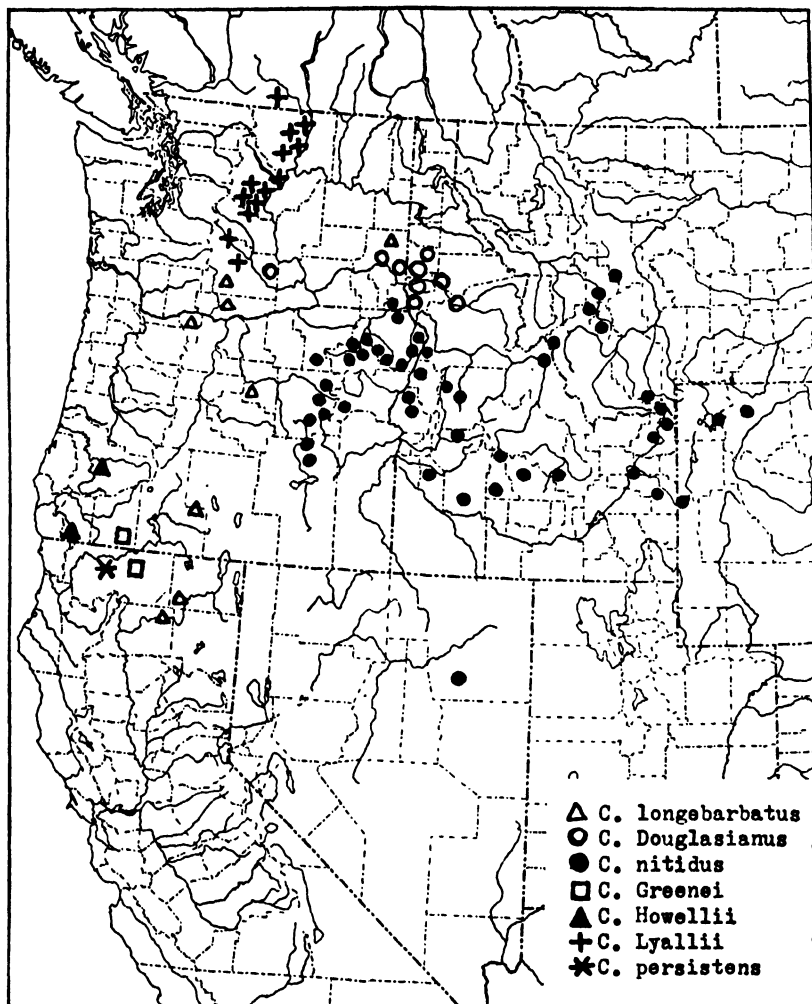 C. longebarbatus
C. Douglasianus
C. nitidus
C. Greenei
C. Howellii
C. Lyallii
C. persistens